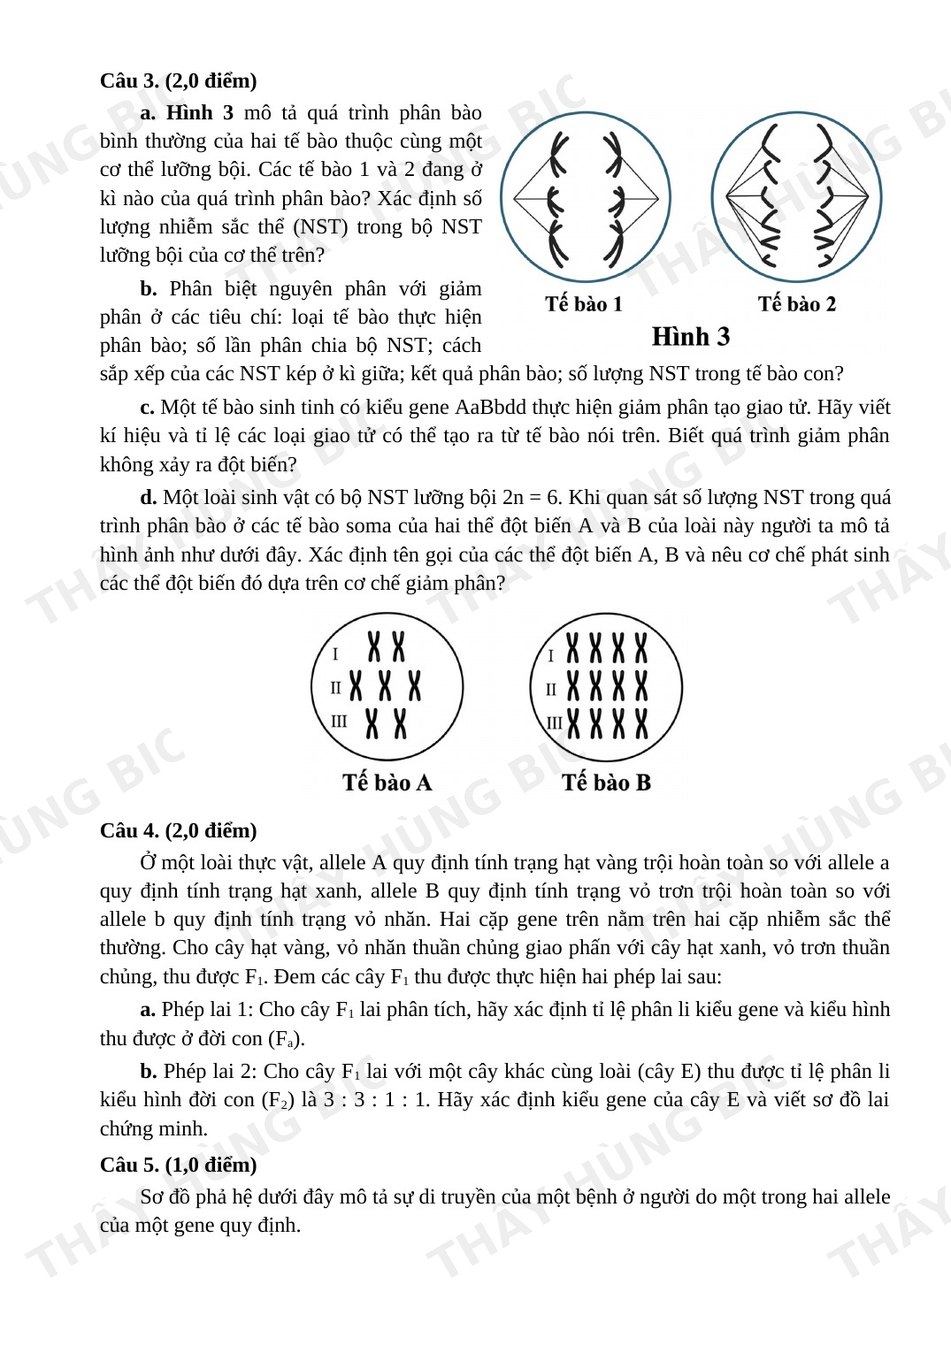 Câu 3. (2,0 điểm)
a. Hình 3 mô tả quá trình phân bào
bình thường của hai tế bào thuộc cùng một
cơ thể lưỡng bội. Các tế bào 1 và 2 đang ở
kì nào của quá trình phân bào? Xác định số
lượng nhiễm sắc thể (NST) trong bộ NST
lưỡng bội của cơ thể trên?
Tế bào 1
Tế bào 2
Hình 3
b. Phân biệt nguyên phân với giảm
phân ở các tiêu chí: loại tế bào thực hiện
phân bào; số lần phân chia bộ NST; cách
sắp xếp của các NST kép ở kì giữa; kết quả phân bào; số lượng NST trong tế bào con?
c. Một tế bào sinh tinh có kiểu gene AaBbdd thực hiện giảm phân tạo giao tử. Hãy viết
kí hiệu và tỉ lệ các loại giao tử có thể tạo ra từ tế bào nói trên. Biết quá trình giảm phân
không xảy ra đột biến?
d. Một loài sinh vật có bộ NST lưỡng bội 2n = 6. Khi quan sát số lượng NST trong quá
trình phân bào ở các tế bào soma của hai thể đột biến A và B của loài này người ta mô tả
hình ảnh như dưới đây. Xác định tên gọi của các thể đột biến A, B và nêu cơ chế phát sinh
các thể đột biến đó dựa trên cơ chế giảm phân?
I
II
III
Tế bào A
I
II
III
Tế bào B
Câu 4. (2,0 điểm)
Ở một loài thực vật, allele A quy định tính trạng hạt vàng trội hoàn toàn so với allele a
quy định tính trạng hạt xanh, allele B quy định tính trạng vỏ trơn trội hoàn toàn so với
allele b quy định tính trạng vỏ nhăn. Hai cặp gene trên nằm trên hai cặp nhiễm sắc thể
thường. Cho cây hạt vàng, vỏ nhăn thuần chủng giao phấn với cây hạt xanh, vỏ trơn thuần
chủng, thu được F₁. Đem các cây F₁ thu được thực hiện hai phép lai sau:
a. Phép lai 1: Cho cây F₁ lai phân tích, hãy xác định tỉ lệ phân li kiểu gene và kiểu hình
thu được ở đời con (Fₐ).
b. Phép lai 2: Cho cây F₁ lai với một cây khác cùng loài (cây E) thu được tỉ lệ phân li
kiểu hình đời con (F₂) là 3 : 3 : 1 : 1. Hãy xác định kiểu gene của cây E và viết sơ đồ lai
chứng minh.
Câu 5. (1,0 điểm)
Sơ đồ phả hệ dưới đây mô tả sự di truyền của một bệnh ở người do một trong hai allele
của một gene quy định.
THẦY HÙNG BIC